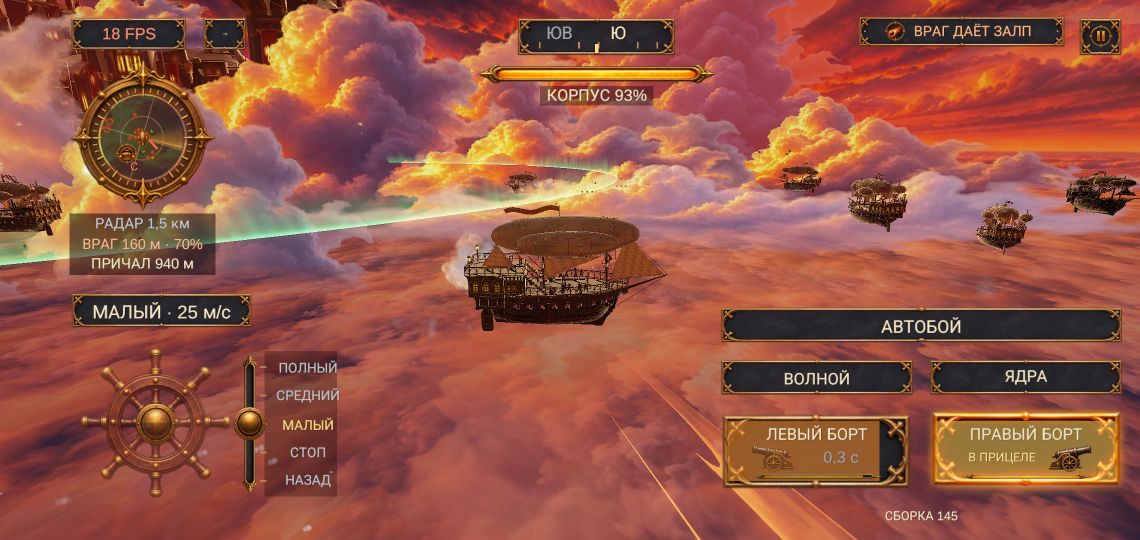 18 FPS
ЮВ Ю
ВРАГ ДАЁТ ЗАЛП
КОРПУС 93%
РАДАР 1,5 км
ВРАГ 160 м · 70%
ПРИЧАЛ 940 м
МАЛЫЙ · 25 м/с
ПОЛНЫЙ
СРЕДНИЙ
МАЛЫЙ
СТОП
НАЗАД
АВТОБОЙ
ВОЛНОЙ
ЯДРА
ЛЕВЫЙ БОРТ
0,3 с
ПРАВЫЙ БОРТ
В ПРИЦЕЛЕ
СБОРКА 145